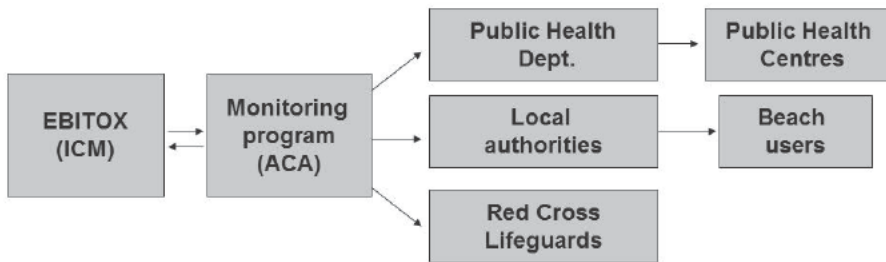 EBITOX
(ICM)
Monitoring
program
(ACA)
Public Health
Dept.
Public Health
Centres
Local
authorities
Beach
users
Red Cross
Lifeguards